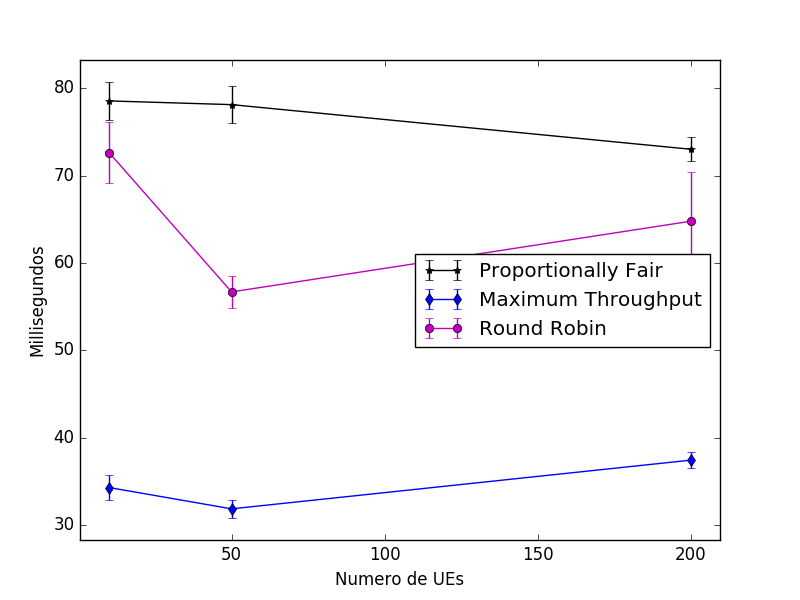 80
70
60
50
40
30
Millisegundos
Proportionally Fair
Maximum Throughput
Round Robin
50 100 150 200
Numero de UEs